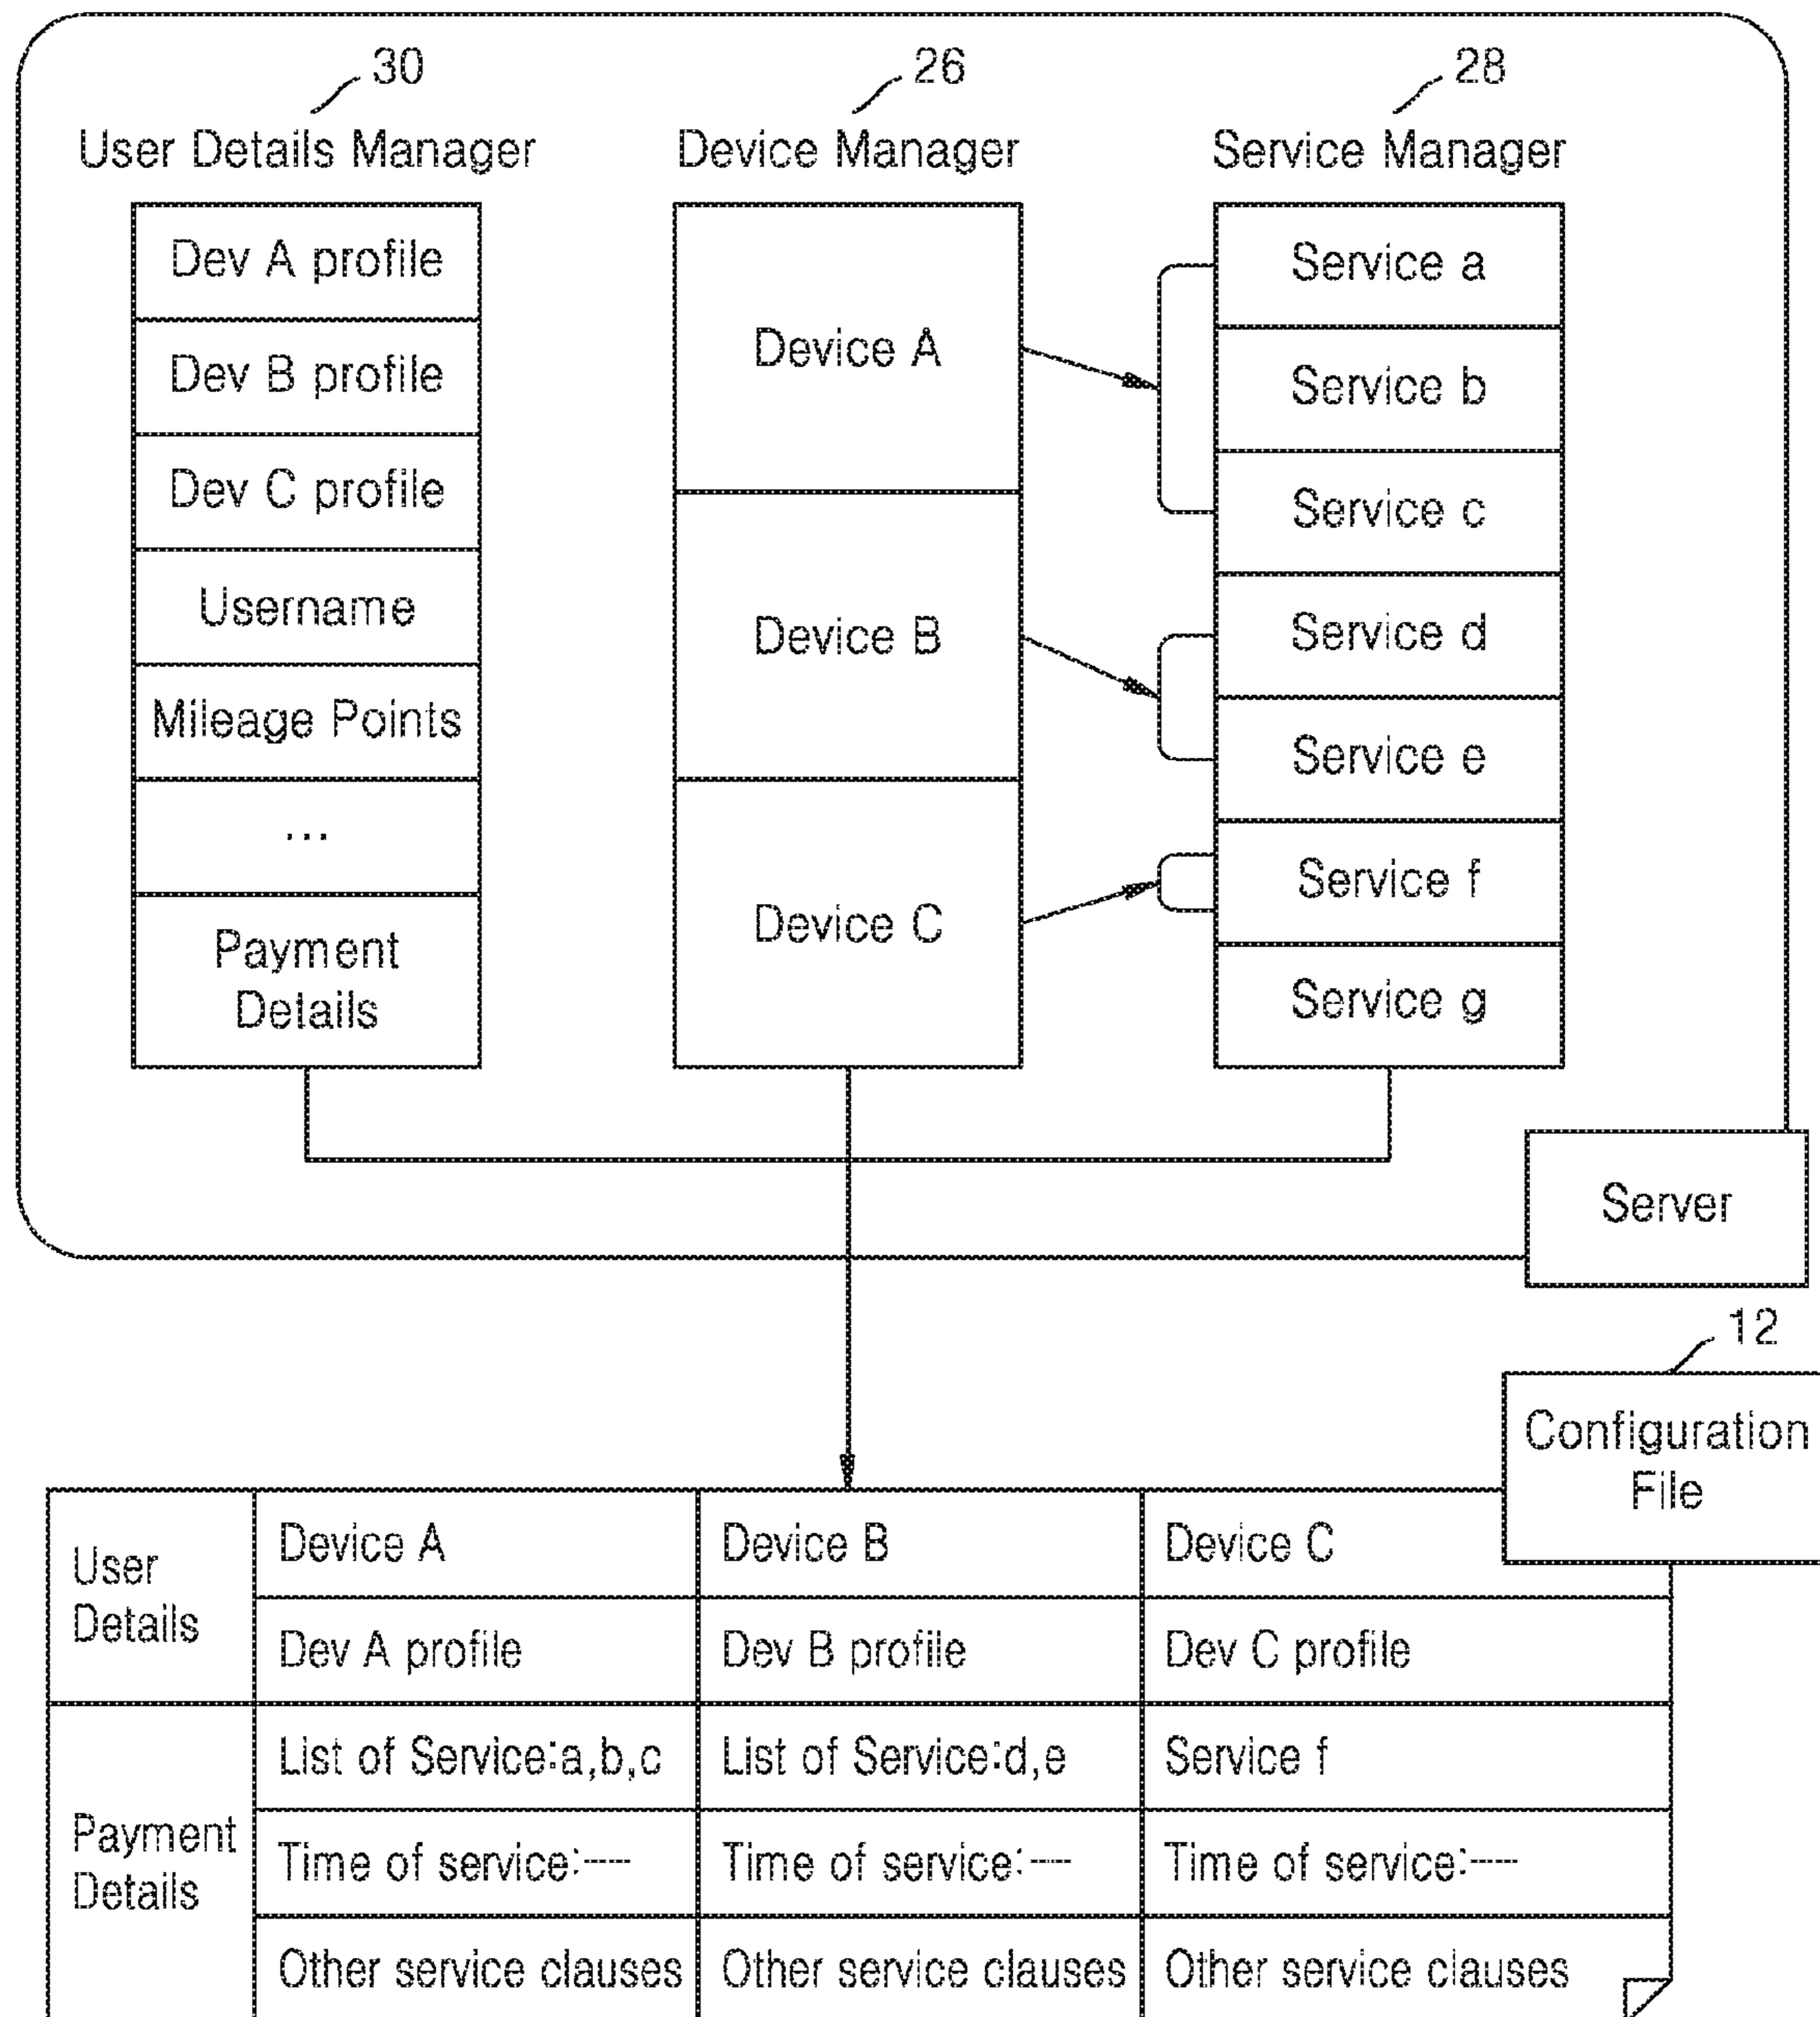 30
26
28
User Details Manager
Device Manager
Service Manager
Dev A profile
Dev B profile
Dev C profile
Username
Mileage Points
...
Payment
Details
Device A
Device B
Device C
Service a
Service b
Service c
Service d
Service e
Service f
Service g
Server
12
Configuration
File
User
Details
Device A
Device B
Device C
Dev A profile
Dev B profile
Dev C profile
Payment
Details
List of Service:a,b,c
List of Service:d,e
Service f
Time of service:----
Time of service:---
Time of service:----
Other service clauses
Other service clauses
Other service clauses